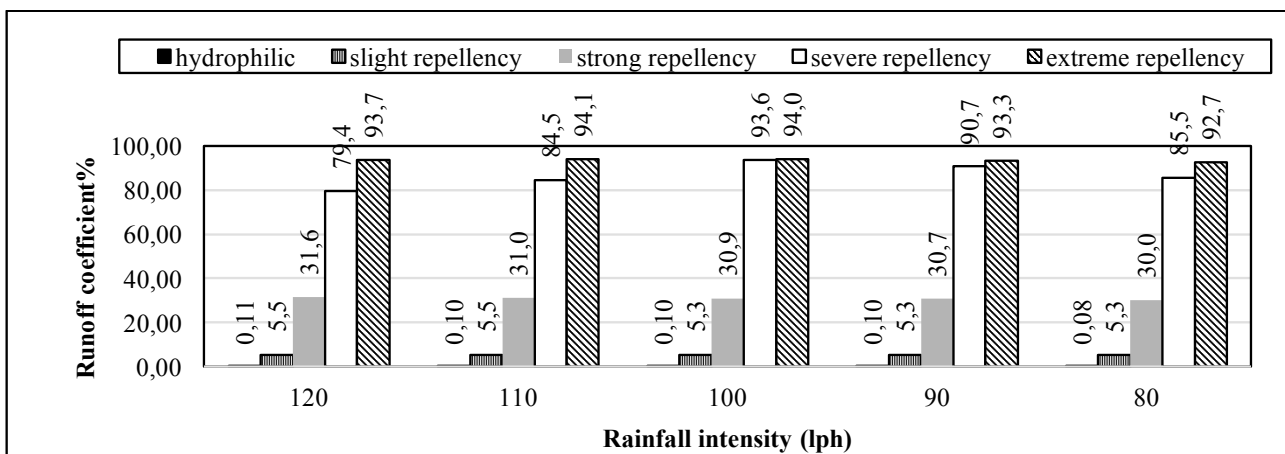 hydrophilic slight repellency strong repellency severe repellency extreme repellency
0,11 5,5 31,6 79,4 93,7
0,10 5,5 31,0 84,5 94,1
0,10 5,3 30,9 93,6 94,0
0,10 5,3 30,7 90,7 93,3
0,08 5,3 30,0 85,5 92,7
Runoff coefficient%
100,00
80,00
60,00
40,00
20,00
0,00
120 110 100 90 80
Rainfall intensity (lph)